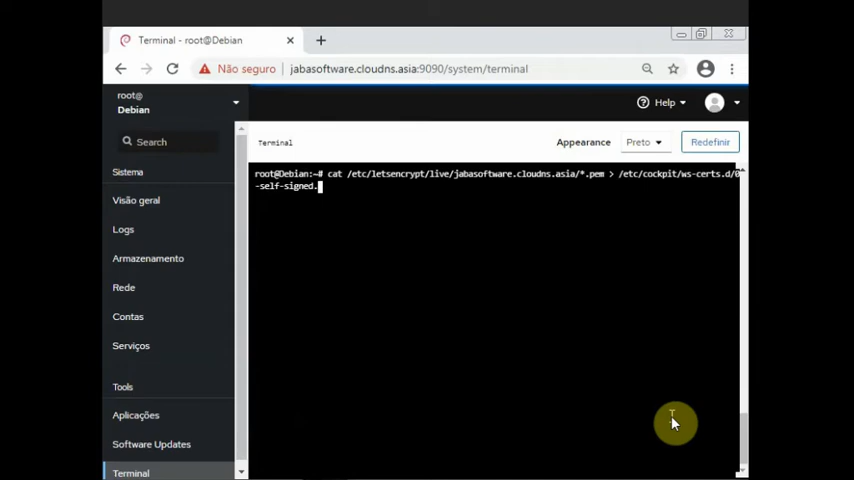 Terminal - root@Debian
Não seguro
jabasoftware.cloudns.asia:9090/system/terminal
root@
Debian
Help
Search
Terminal
Appearance
Preto
Redefinir
root@Debian:~# cat /etc/letsencrypt/live/jabasoftware.cloudns.asia/*.pem > /etc/cockpit/ws-certs.d/0
-self-signed.
Sistema
Visão geral
Logs
Armazenamento
Rede
Contas
Serviços
Tools
Aplicações
Software Updates
Terminal